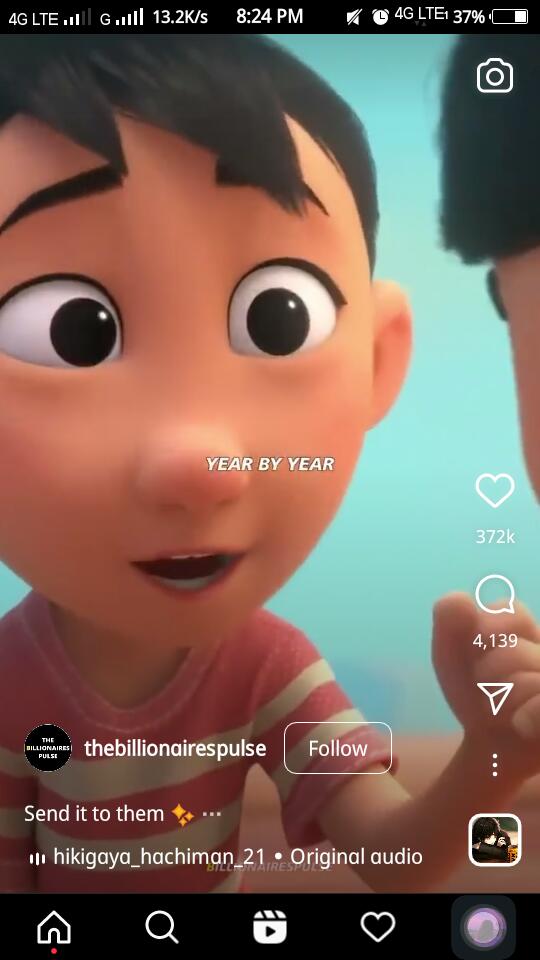 4G LTE G 13.2K/s 8:24 PM 4G LTE 37%
YEAR BY YEAR
372k
4,139
THE
BILLIONAIRES
PULSE
thebillionairespulse Follow
Send it to them ✨ ...
hikigaya_hachiman_21 • Original audio
BILLIONAIRESPULSE